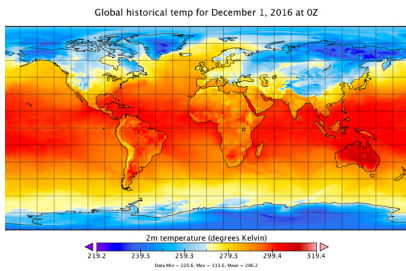 Global historical temp for December 1, 2016 at 0Z
2m temperature (degrees Kelvin)
219.2 239.3 259.3 279.3 299.4 319.4
Data Min = 220.6, Max = 313.6, Mean = 286.2